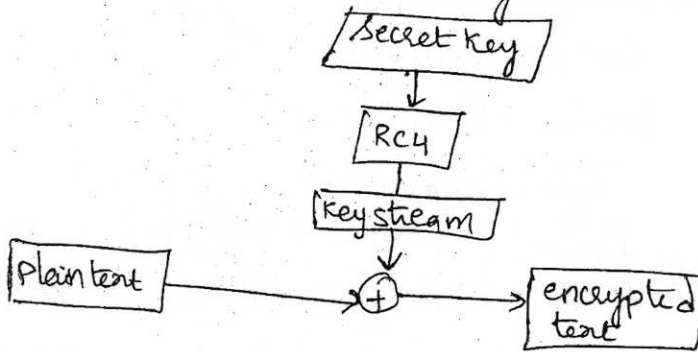 secret key
RC4
keystream
Plain text
+
encrypted
text